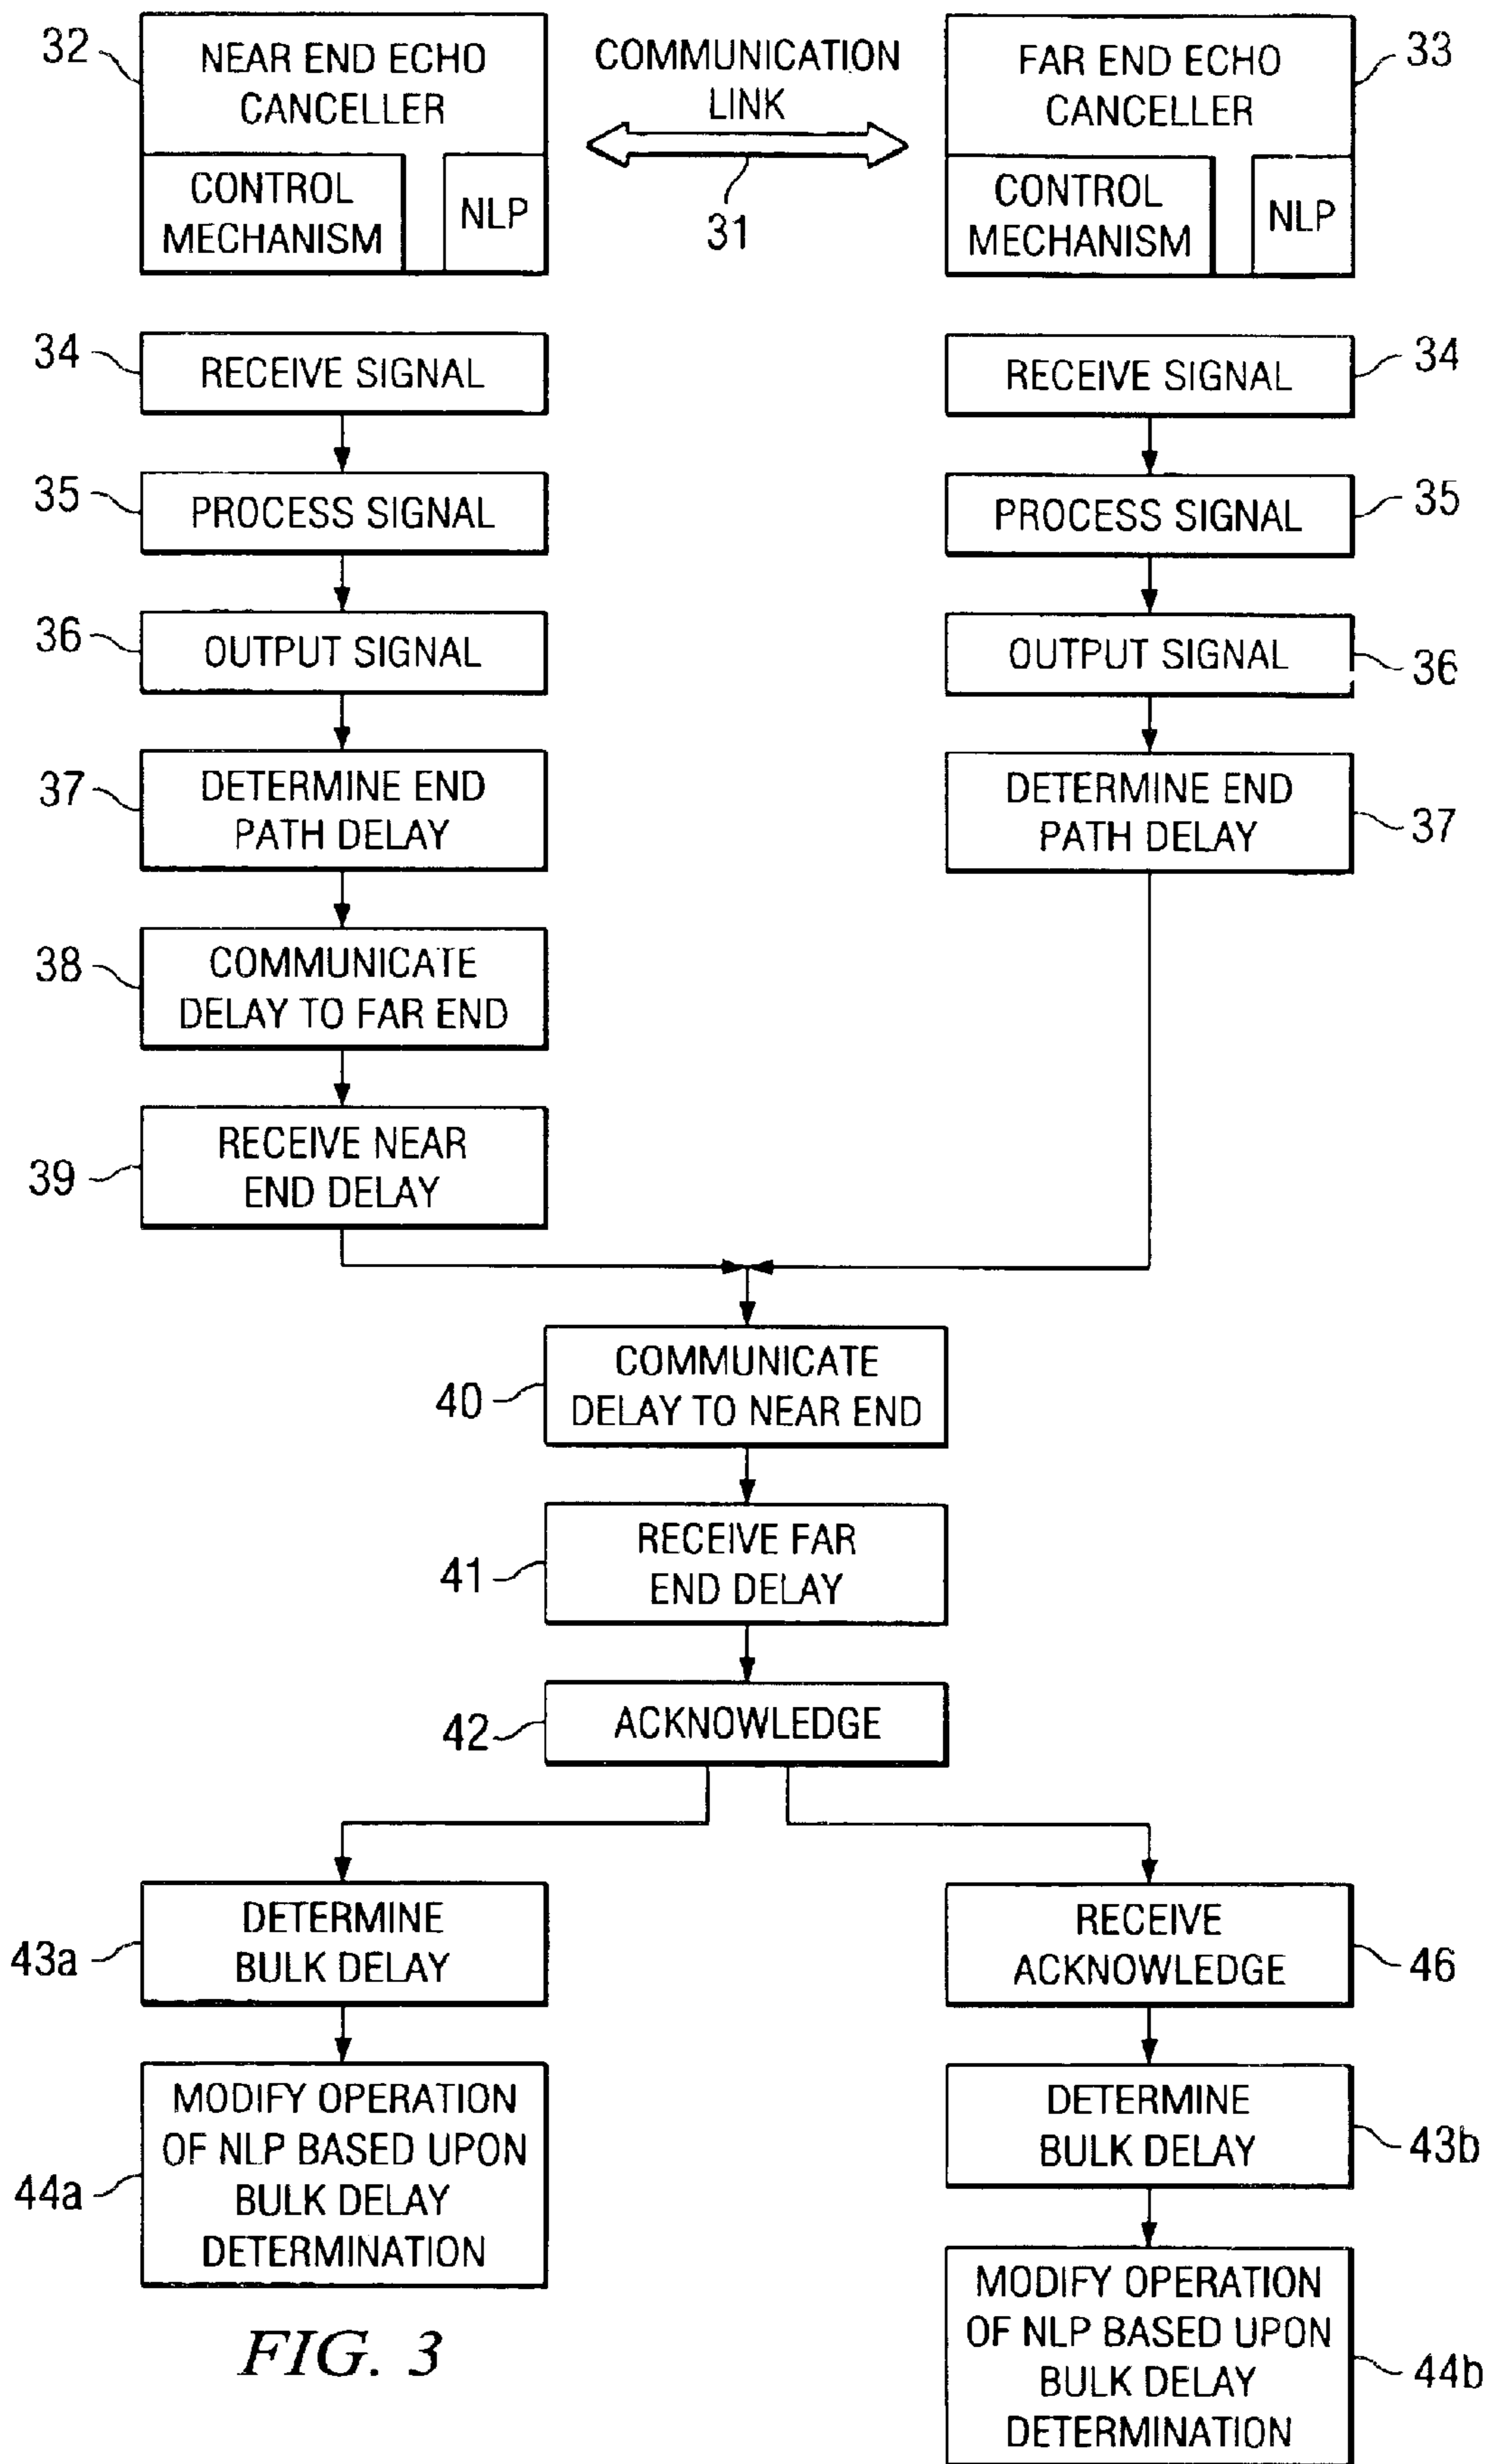 32
NEAR END ECHO
CANCELLER
CONTROL
MECHANISM
NLP
COMMUNICATION
LINK
31
FAR END ECHO
CANCELLER
33
CONTROL
MECHANISM
NLP
34
RECEIVE SIGNAL
RECEIVE SIGNAL
34
35
PROCESS SIGNAL
PROCESS SIGNAL
35
36
OUTPUT SIGNAL
OUTPUT SIGNAL
36
37
DETERMINE END
PATH DELAY
DETERMINE END
PATH DELAY
37
38
COMMUNICATE
DELAY TO FAR END
39
RECEIVE NEAR
END DELAY
40
COMMUNICATE
DELAY TO NEAR END
41
RECEIVE FAR
END DELAY
42
ACKNOWLEDGE
43a
DETERMINE
BULK DELAY
RECEIVE
ACKNOWLEDGE
46
44a
MODIFY OPERATION
OF NLP BASED UPON
BULK DELAY
DETERMINATION
DETERMINE
BULK DELAY
43b
MODIFY OPERATION
OF NLP BASED UPON
BULK DELAY
DETERMINATION
44b
FIG. 3